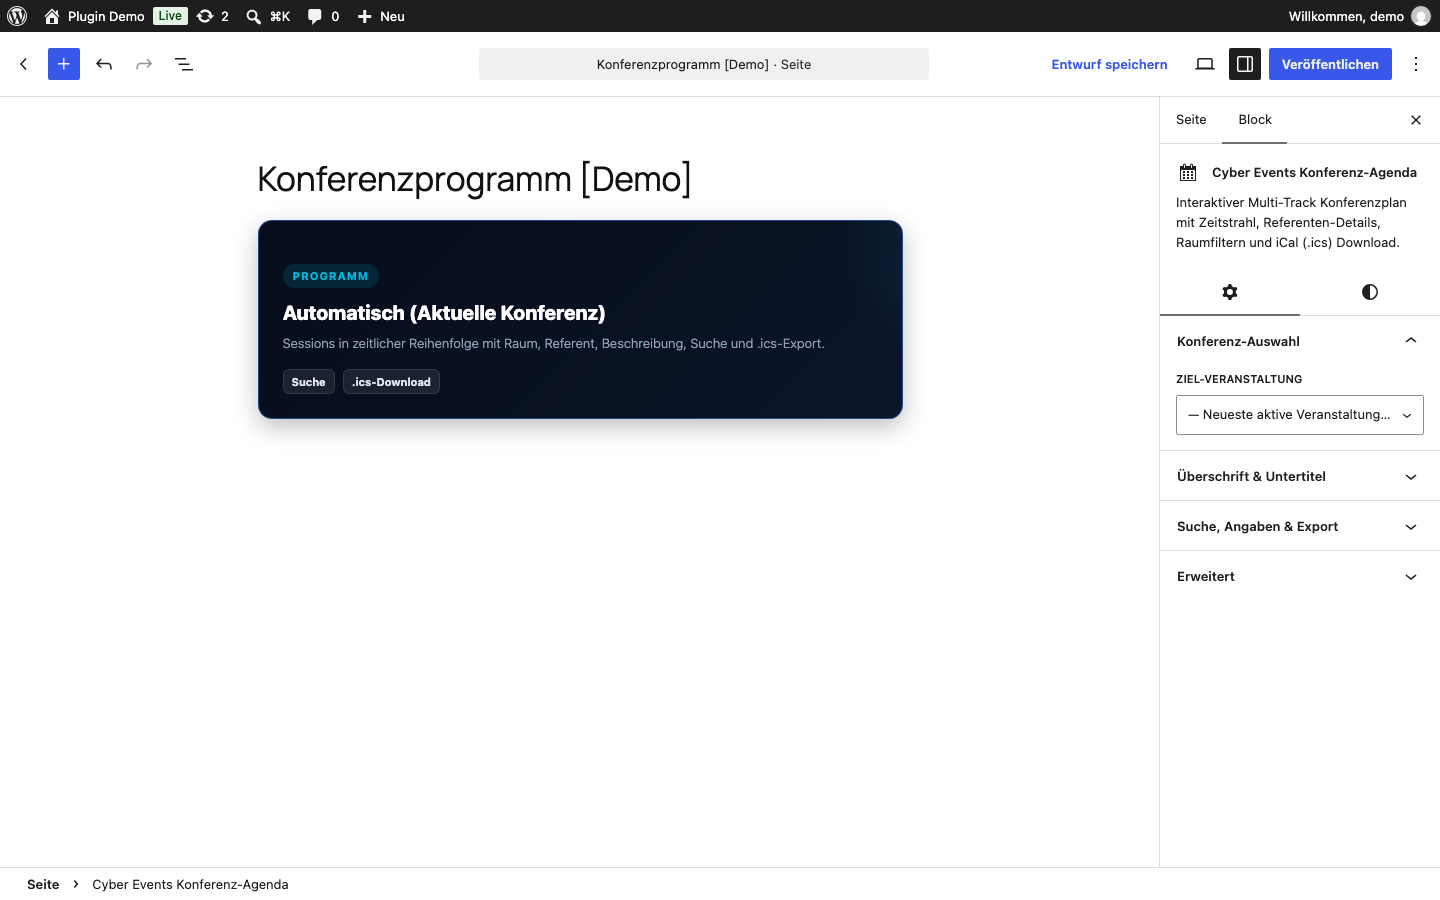 Plugin Demo Live 2 ⌘K 0 Neu Willkommen, demo
Konferenzprogramm [Demo] · Seite
Entwurf speichern
Veröffentlichen
Konferenzprogramm [Demo]
PROGRAMM
Automatisch (Aktuelle Konferenz)
Sessions in zeitlicher Reihenfolge mit Raum, Referent, Beschreibung, Suche und .ics-Export.
Suche .ics-Download
Seite Block
Cyber Events Konferenz-Agenda
Interaktiver Multi-Track Konferenzplan
mit Zeitstrahl, Referenten-Details,
Raumfiltern und iCal (.ics) Download.
Konferenz-Auswahl
ZIEL-VERANSTALTUNG
— Neueste aktive Veranstaltung...
Überschrift & Untertitel
Suche, Angaben & Export
Erweitert
Seite > Cyber Events Konferenz-Agenda